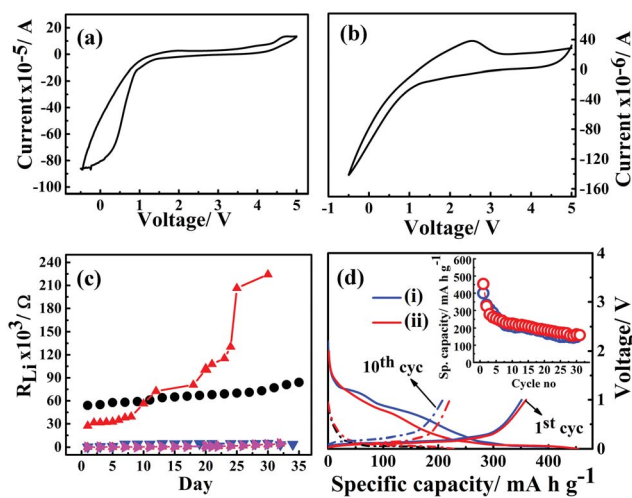 (a)
Current x10-5/ A
20
0
-20
-40
-60
-80
-100
0 1 2 3 4 5
Voltage/ V
(b)
Current x10-6/ A
40
0
-40
-80
-120
-160
-1 0 1 2 3 4 5
Voltage/ V
(c)
RLi x103/ Ω
240
210
180
150
120
90
60
30
0
0 5 10 15 20 25 30 35
Day
(d)
(i)
(ii)
10th cyc
1st cyc
Sp. capacity/ mA h g-1
600
500
400
300
200
100
0
0 5 10 15 20 25 30
Cycle no
Voltage/ V
4
3
2
1
0
0 100 200 300 400
Specific capacity/ mA h g-1